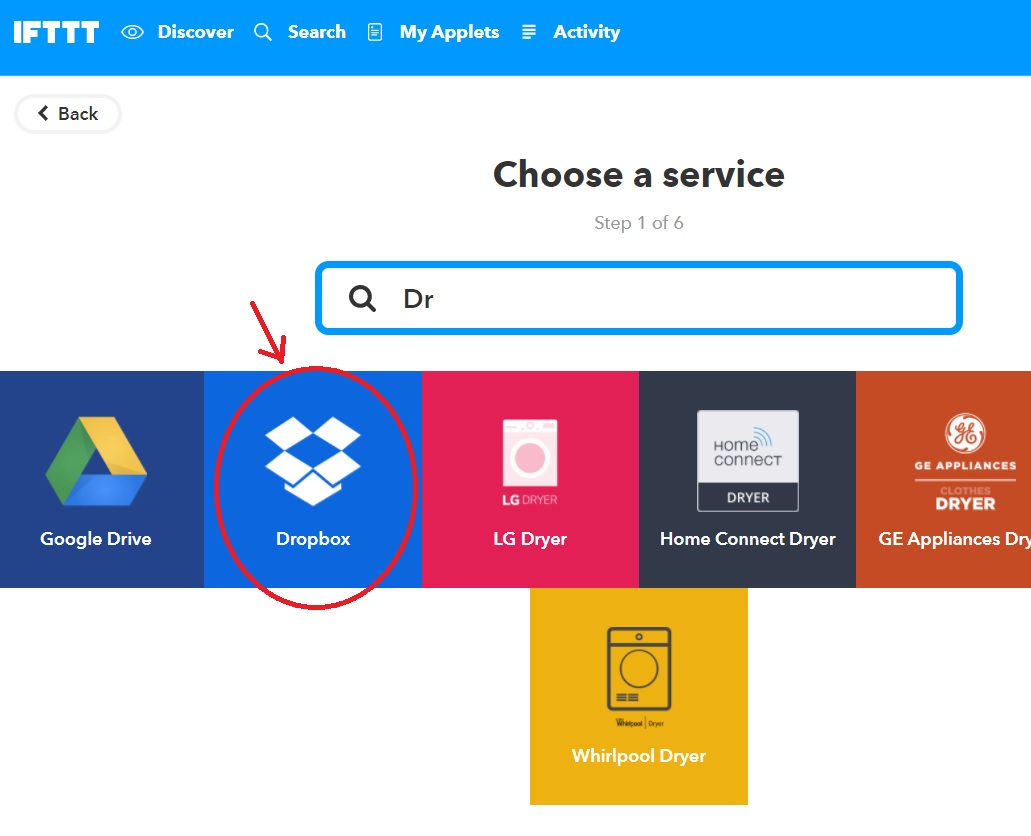 IFTTT Discover Search My Applets Activity
Back
Choose a service
Step 1 of 6
Dr
HOME
CONNECT
GE
GE APPLIANCES
LG DRYER
DRYER
CLOTHES
DRYER
Google Drive Dropbox LG Dryer Home Connect Dryer GE Appliances Dry
Whirlpool Dryer
Whirlpool Dryer